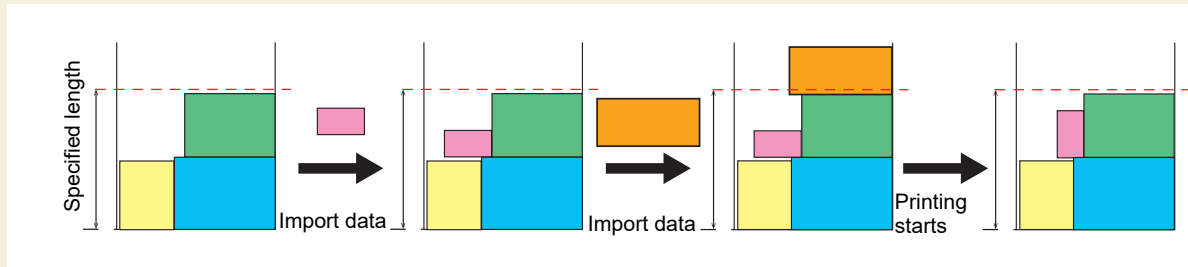 Specified length
Import data
Import data
Printing
starts